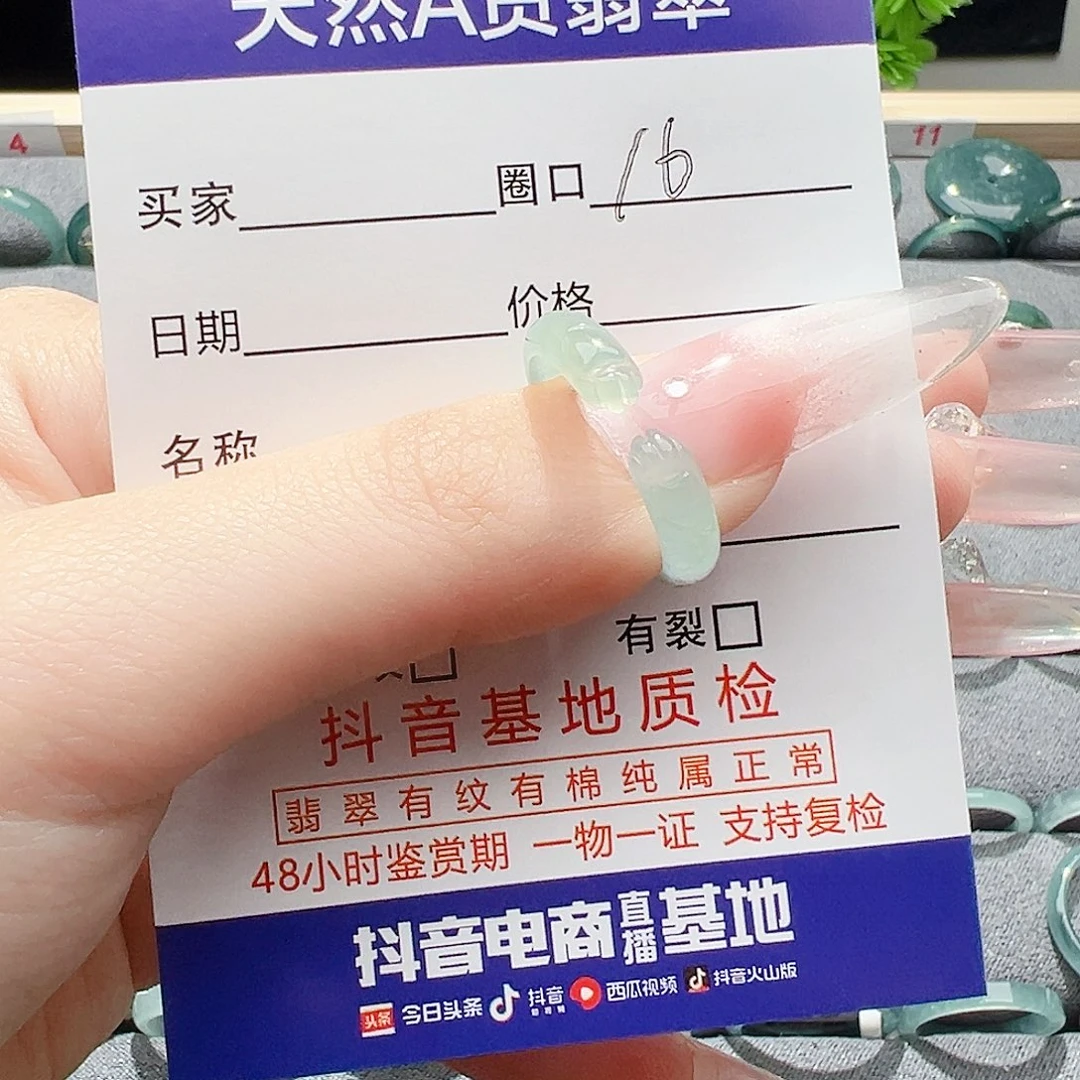 天然A货翡翠
4
11
买家 圈口 16
日期 价格
名称
有裂
抖音基地质检
翡翠有纹有棉纯属正常
48小时鉴赏期 一物一证 支持复检
抖音电商直播基地
头条 今日头条 抖音 西瓜视频 抖音火山版